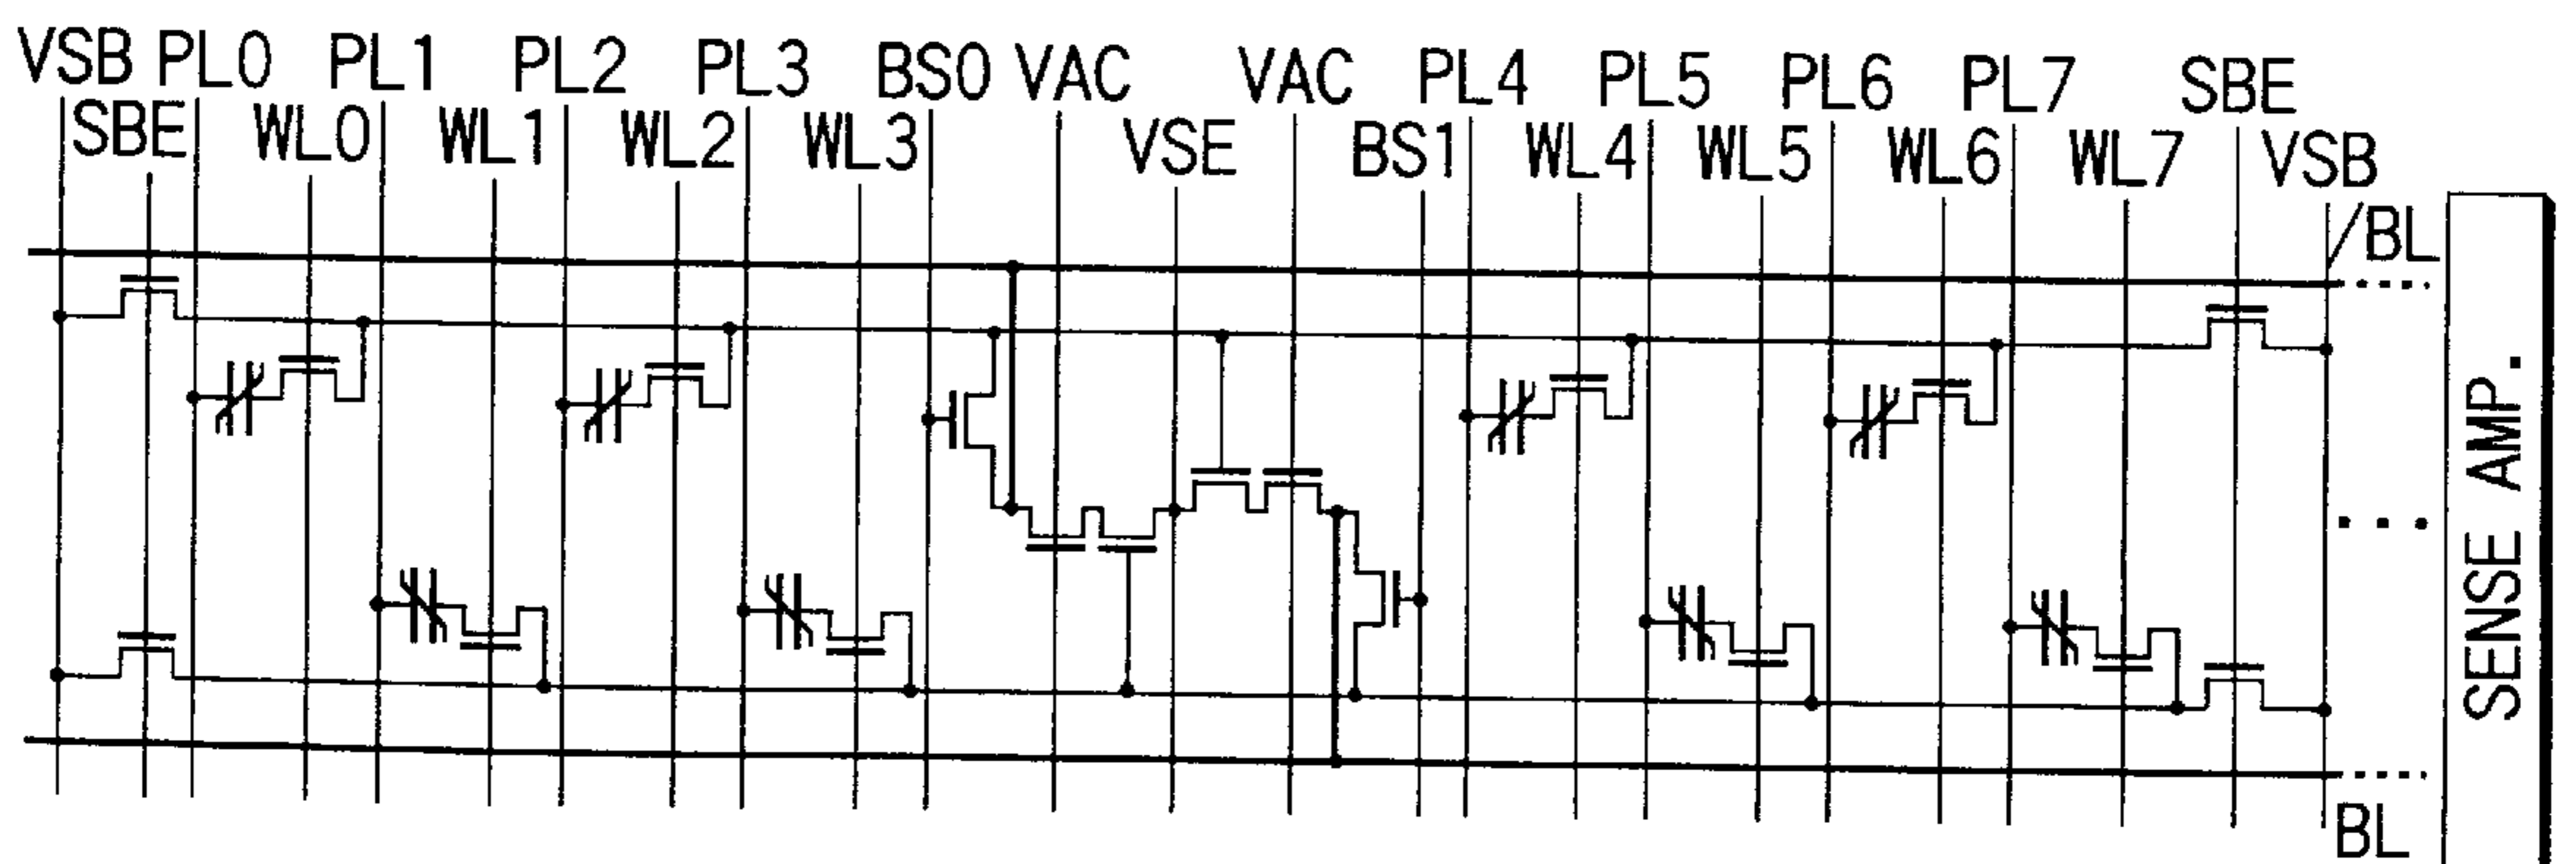 VSB PL0 PL1 PL2 PL3 BS0 VAC VAC PL4 PL5 PL6 PL7 SBE
SBE WL0 WL1 WL2 WL3 VSE BS1 WL4 WL5 WL6 WL7 VSB
/BL
SENSE AMP.
BL